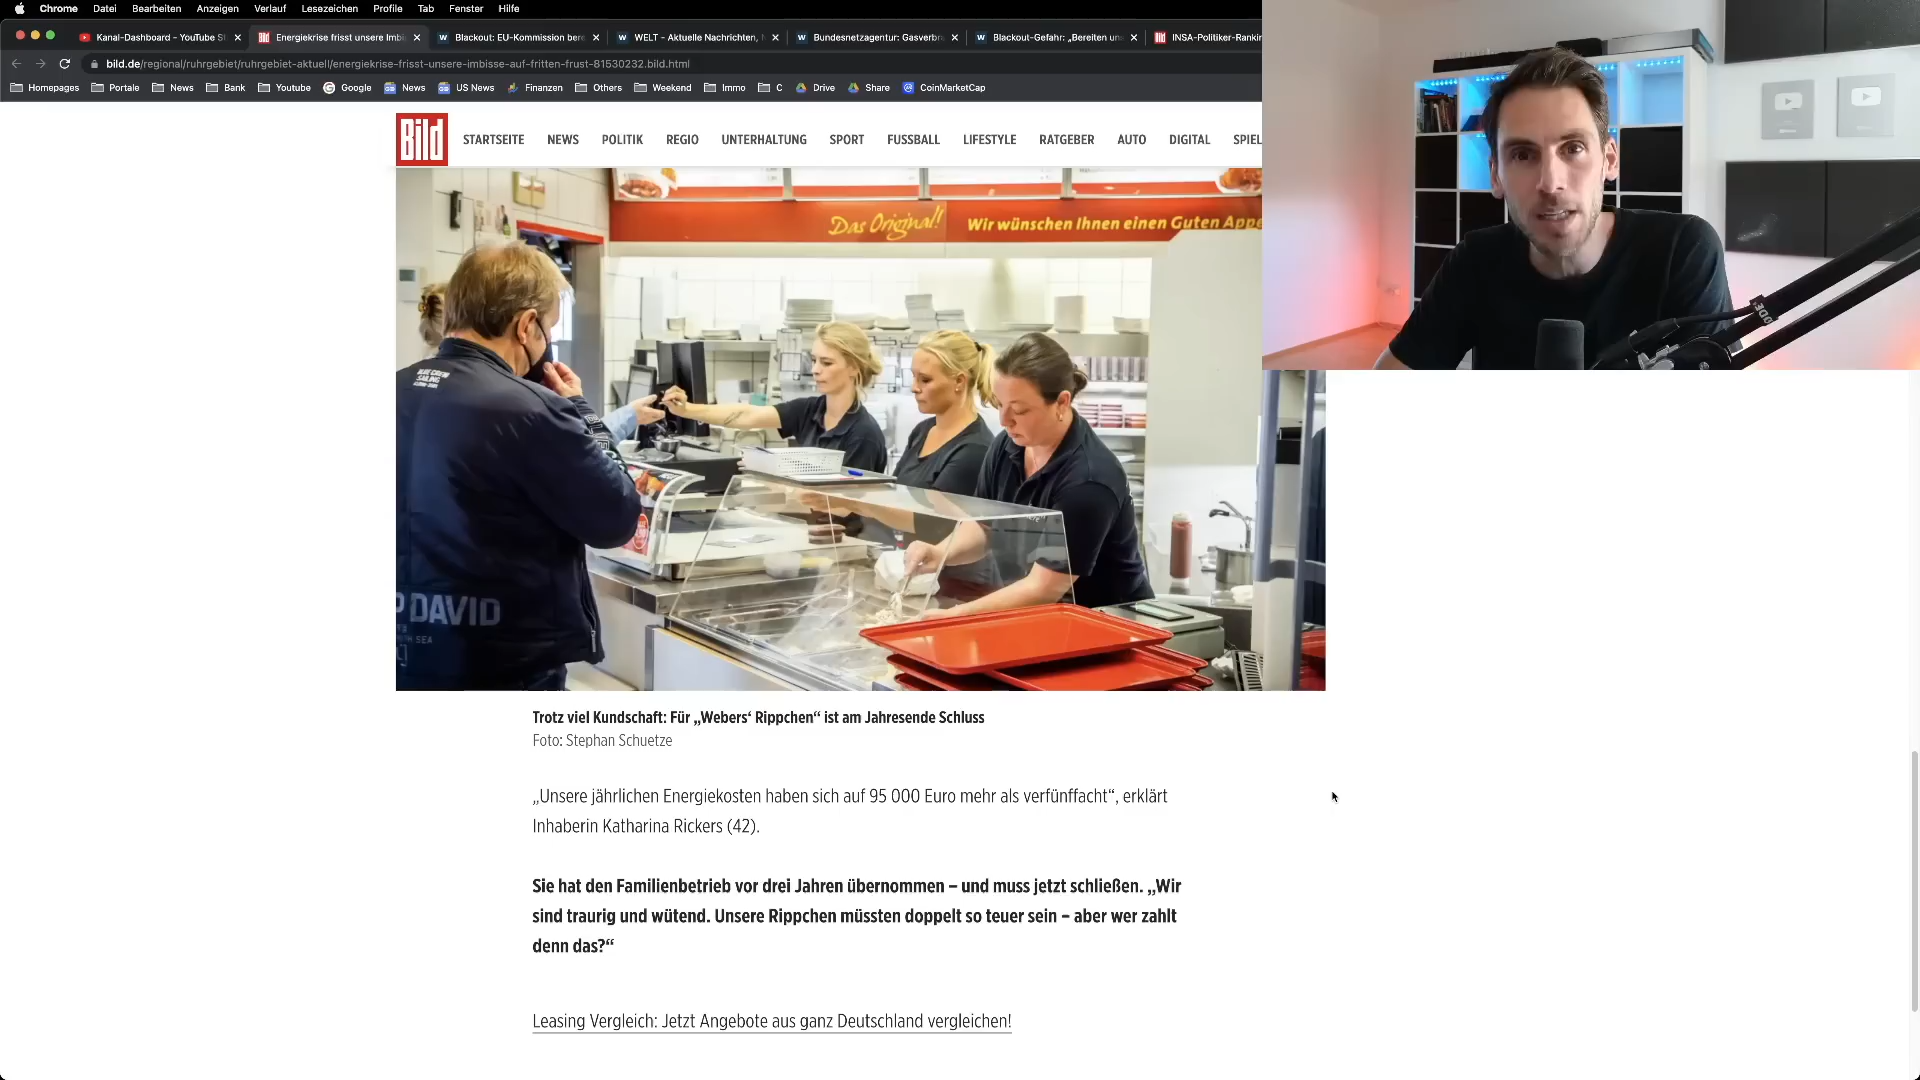 Chrome Datei Bearbeiten Anzeigen Verlauf Lesezeichen Profile Tab Fenster Hilfe
Kanal-Dashboard – YouTube S
Energiekrise frisst unsere Imbi
Blackout: EU-Kommission ber
WELT - Aktuelle Nachrichten,
Bundesnetzagentur: Gasverbr
Blackout-Gefahr: „Bereiten un
INSA-Politiker-Rankin
bild.de/regional/ruhrgebiet/ruhrgebiet-aktuell/energiekrise-frisst-unsere-imbisse-auf-fritten-frust-81530232.bild.html
Homepages Portale News Bank Youtube Google News US News Finanzen Others Weekend Immo C Drive Share CoinMarketCap
Bild STARTSEITE NEWS POLITIK REGIO UNTERHALTUNG SPORT FUSSBALL LIFESTYLE RATGEBER AUTO DIGITAL SPIEL
Das Original! Wir wünschen Ihnen einen Guten Appe
P DAVID
Trotz viel Kundschaft: Für „Webers‘ Rippchen“ ist am Jahresende Schluss
Foto: Stephan Schuetze
„Unsere jährlichen Energiekosten haben sich auf 95 000 Euro mehr als verfünffacht“, erklärt
Inhaberin Katharina Rickers (42).
Sie hat den Familienbetrieb vor drei Jahren übernommen – und muss jetzt schließen. „Wir
sind traurig und wütend. Unsere Rippchen müssten doppelt so teuer sein – aber wer zahlt
denn das?“
Leasing Vergleich: Jetzt Angebote aus ganz Deutschland vergleichen!